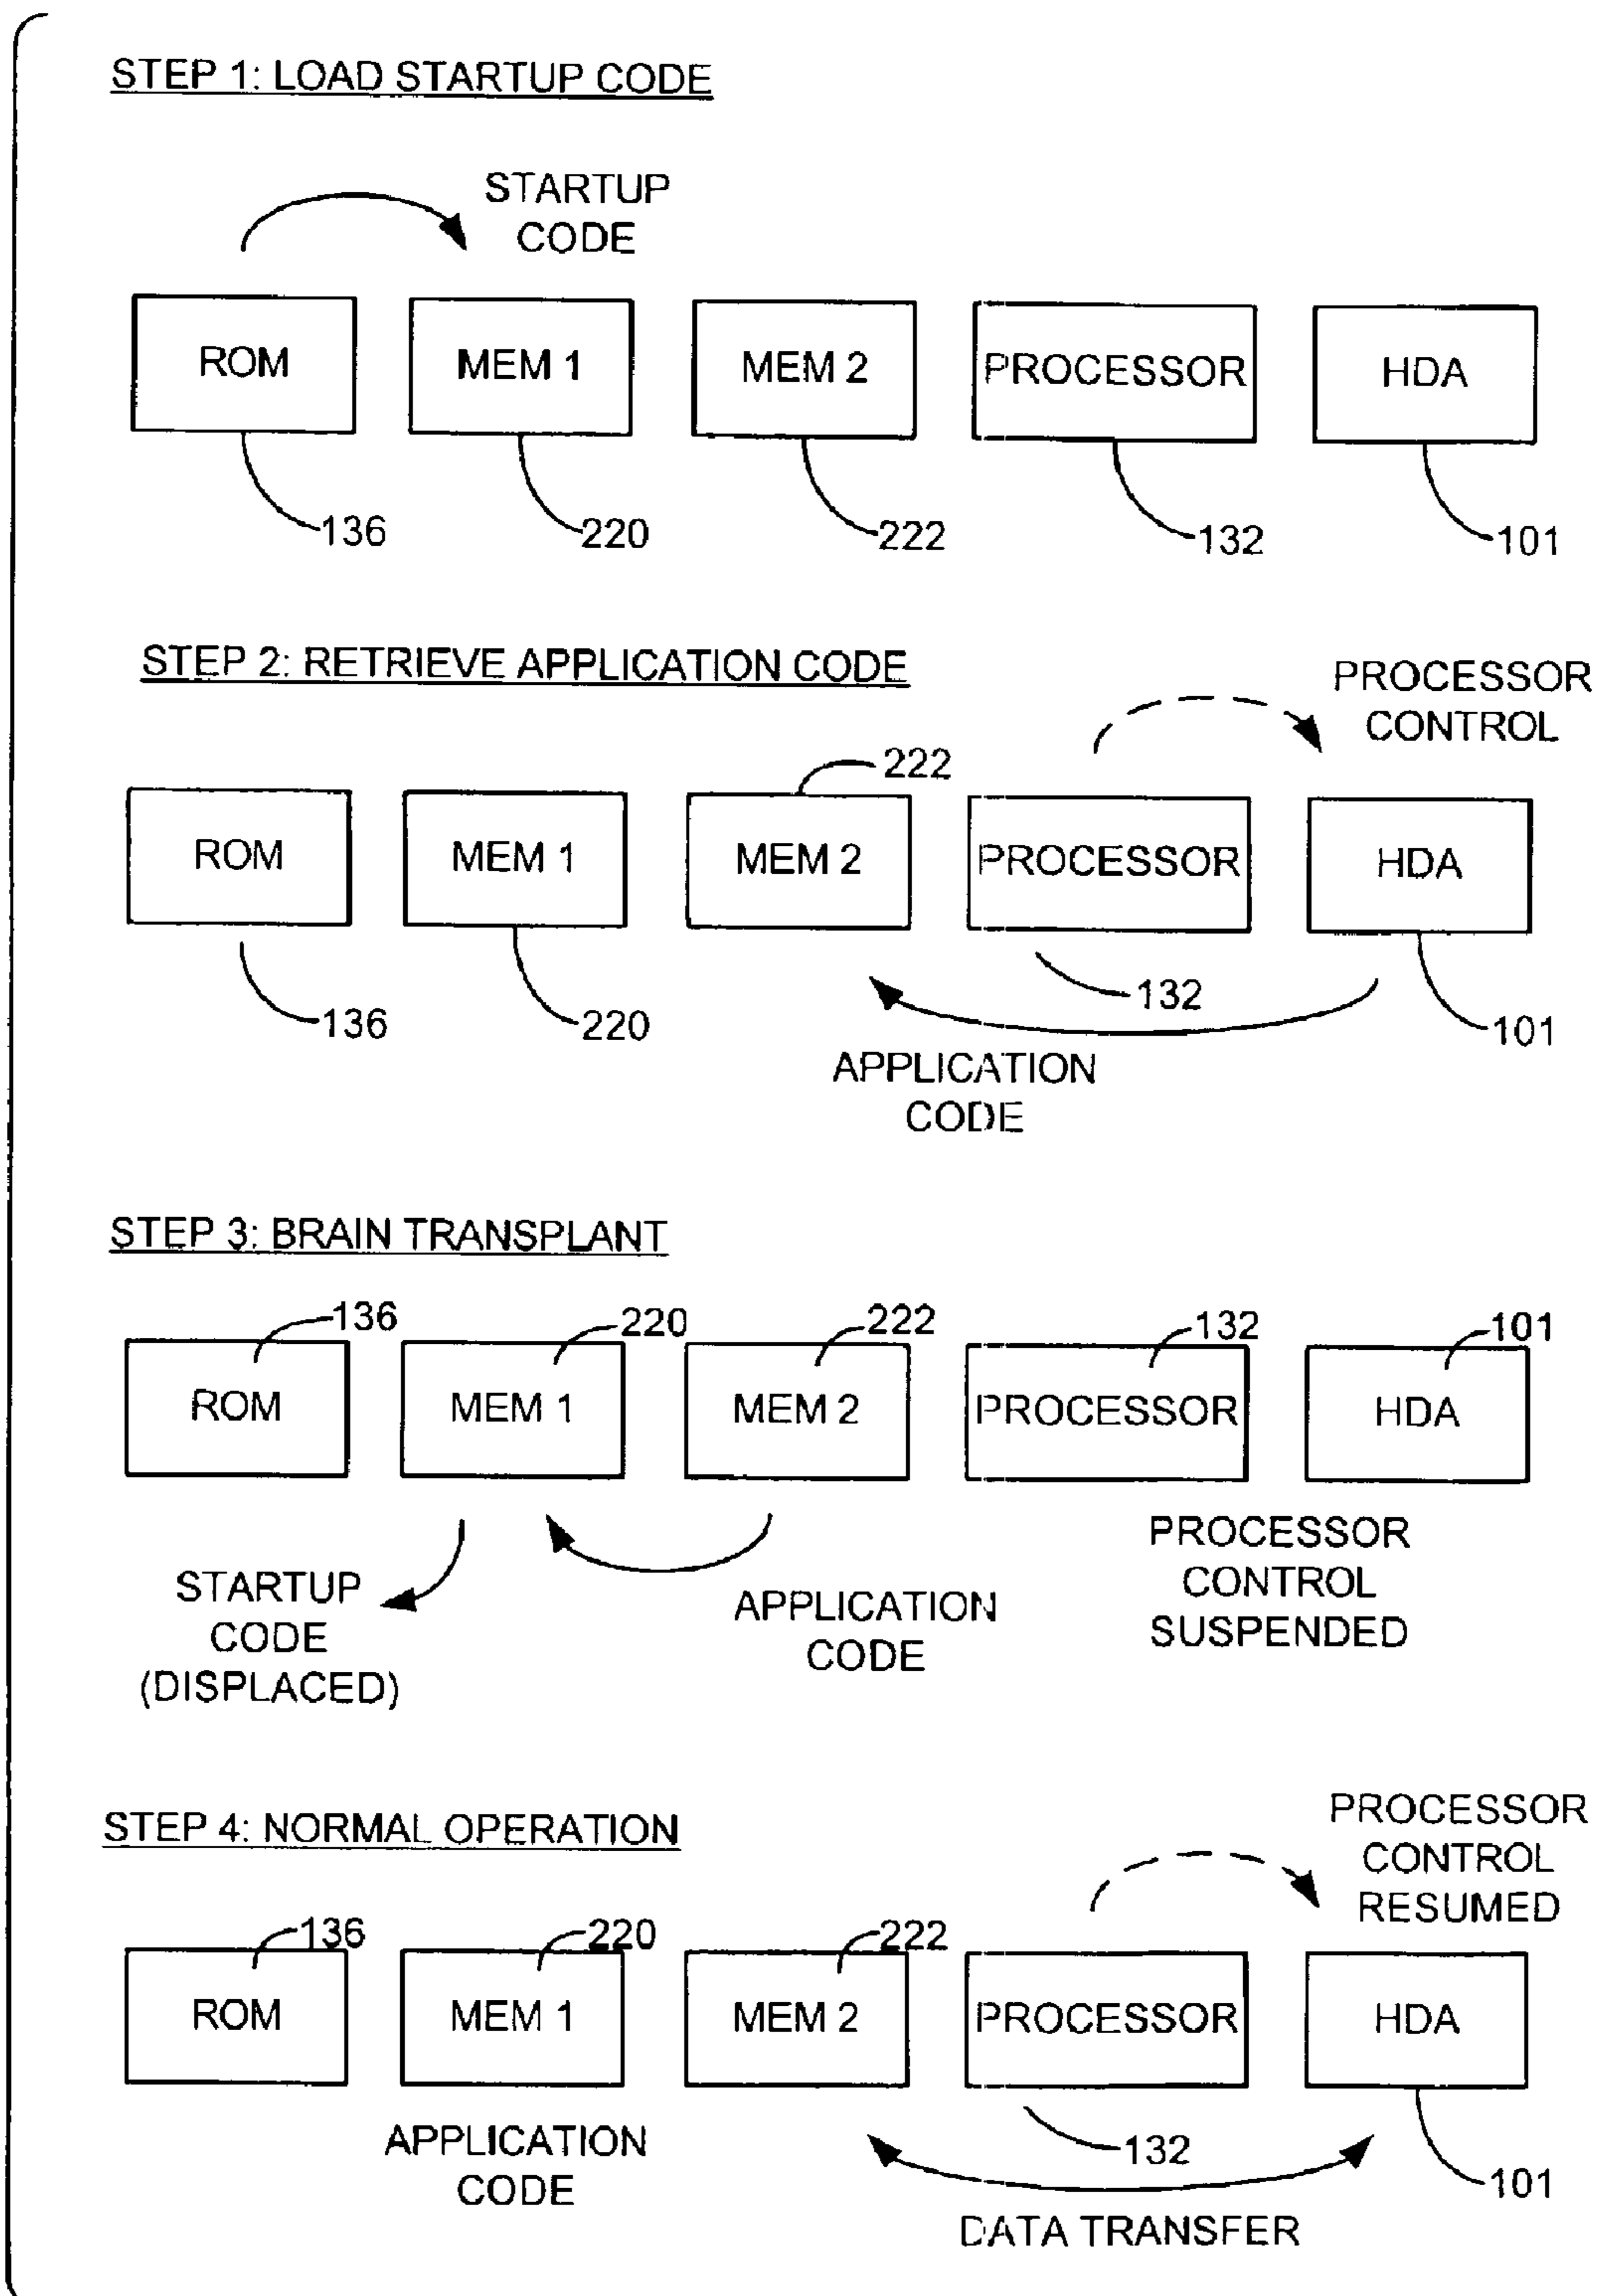 STEP 1: LOAD STARTUP CODE
STARTUP
CODE
ROM
MEM 1
MEM 2
PROCESSOR
HDA
136
220
222
132
101
STEP 2: RETRIEVE APPLICATION CODE
PROCESSOR
CONTROL
222
ROM
MEM 1
MEM 2
PROCESSOR
HDA
136
220
132
101
APPLICATION
CODE
STEP 3: BRAIN TRANSPLANT
136
220
222
132
101
ROM
MEM 1
MEM 2
PROCESSOR
HDA
STARTUP
CODE
(DISPLACED)
APPLICATION
CODE
PROCESSOR
CONTROL
SUSPENDED
STEP 4: NORMAL OPERATION
PROCESSOR
CONTROL
RESUMED
136
220
222
ROM
MEM 1
MEM 2
PROCESSOR
HDA
APPLICATION
CODE
132
101
DATA TRANSFER